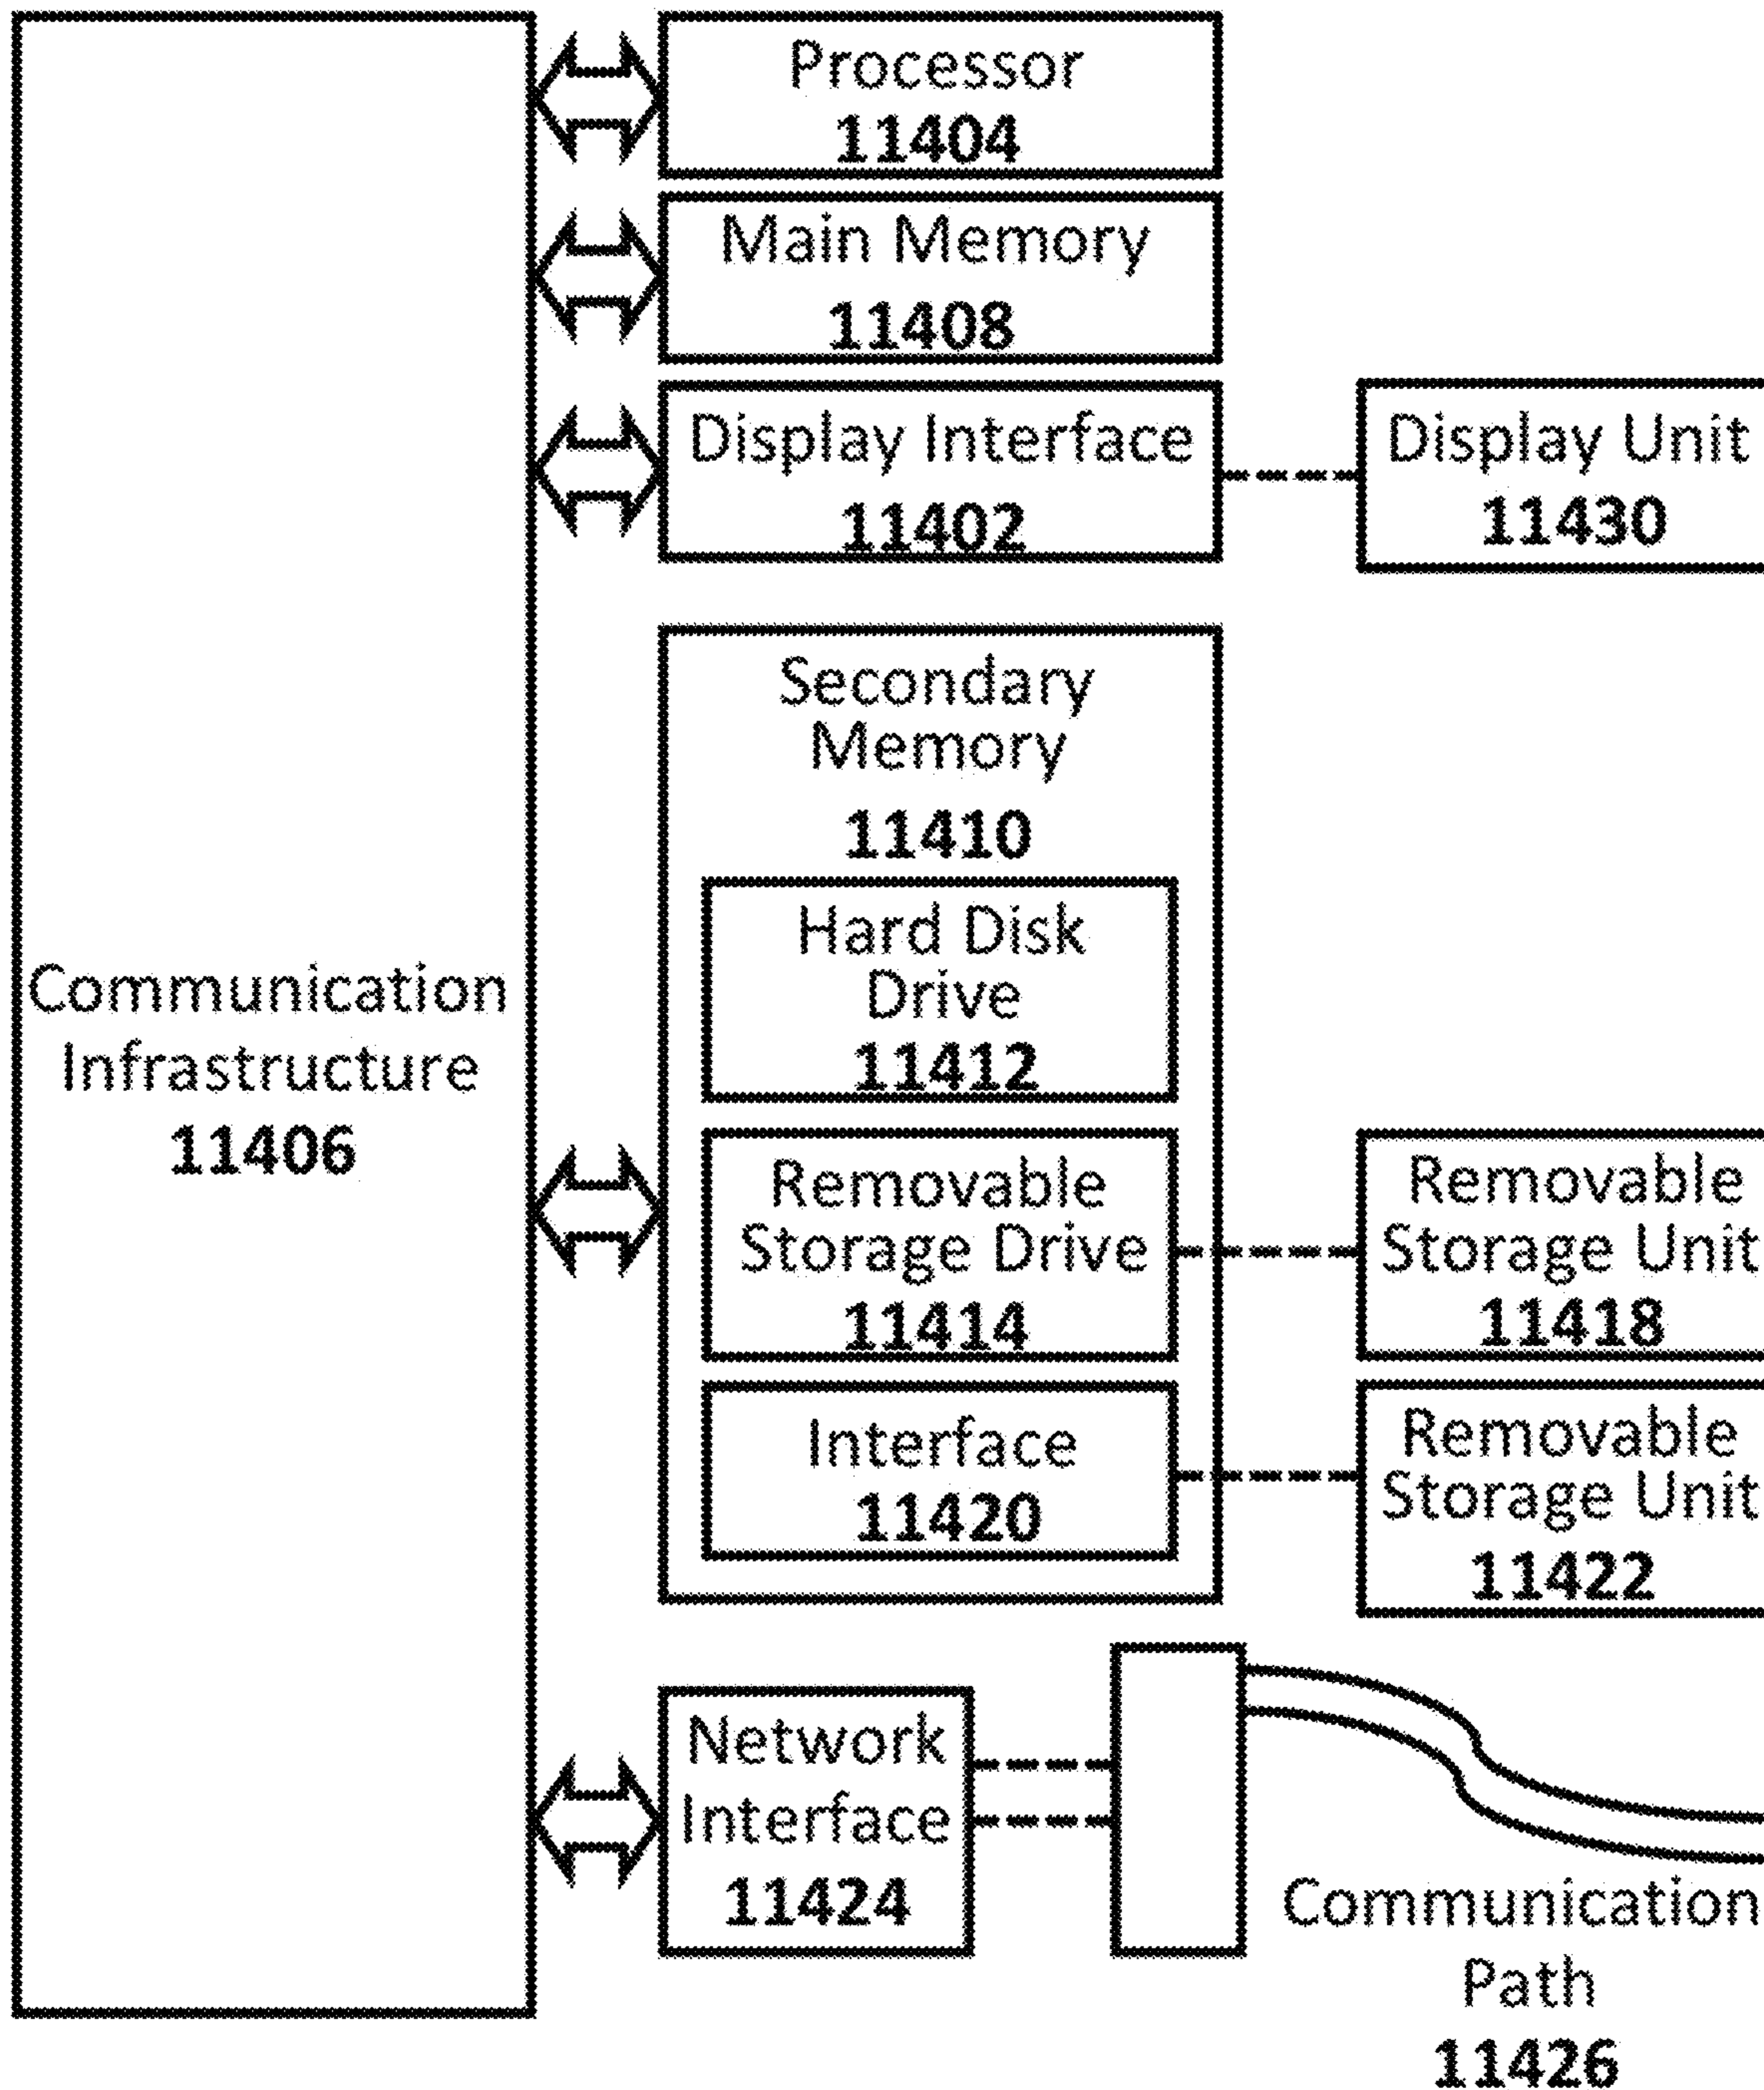 Processor
11404
Main Memory
11408
Display Interface
11402
Display Unit
11430
Secondary
Memory
11410
Hard Disk
Drive
11412
Communication
Infrastructure
11406
Removable
Storage Drive
11414
Removable
Storage Unit
11418
Interface
11420
Removable
Storage Unit
11422
Network
Interface
11424
Communication
Path
11426